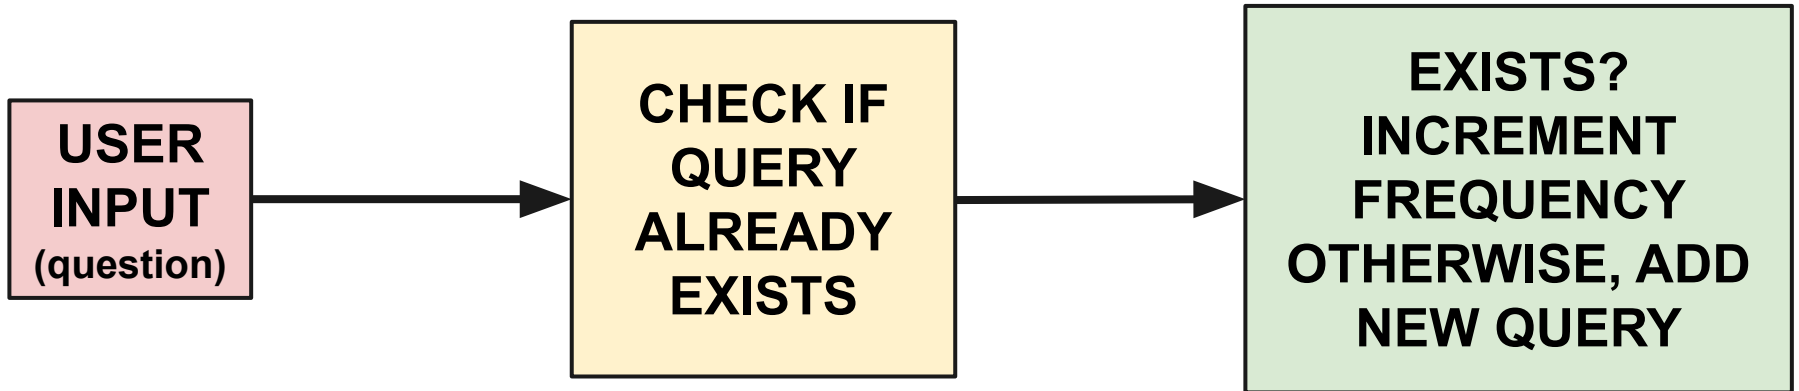 USER
INPUT
(question)
CHECK IF
QUERY
ALREADY
EXISTS
EXISTS?
INCREMENT
FREQUENCY
OTHERWISE, ADD
NEW QUERY